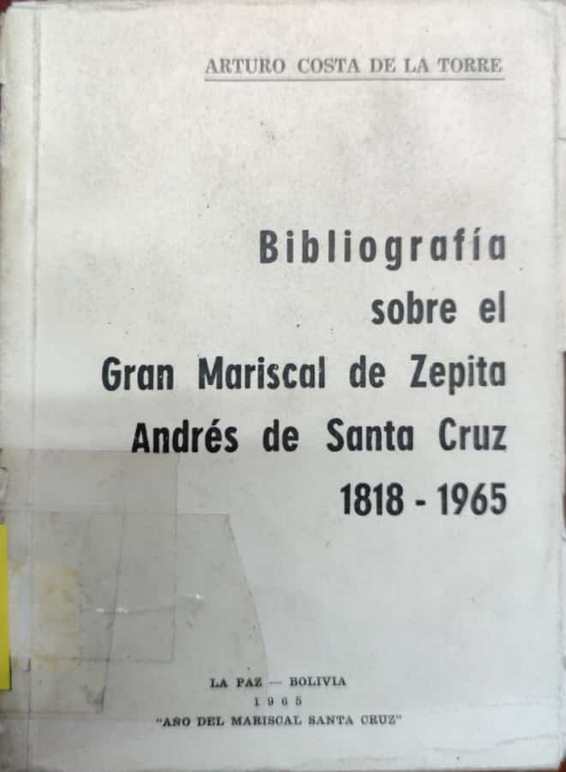 ARTURO COSTA DE LA TORRE
Bibliografía
sobre el
Gran Mariscal de Zepita
Andrés de Santa Cruz
1818 - 1965
LA PAZ — BOLIVIA
1965
"AÑO DEL MARISCAL SANTA CRUZ"